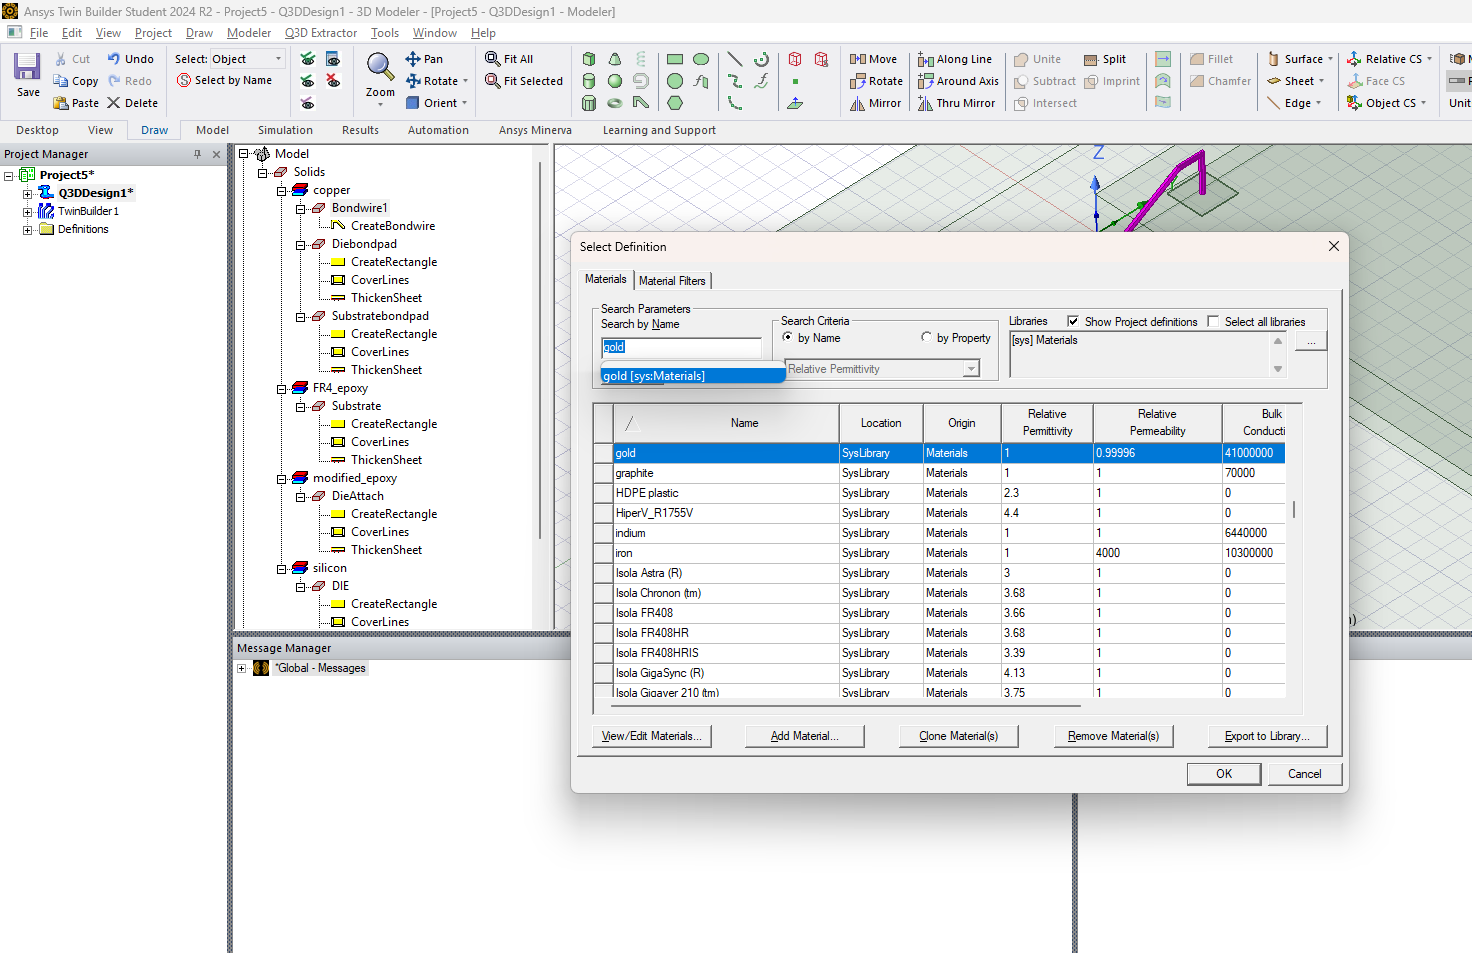 Ansys Twin Builder Student 2024 R2 - Project5 - Q3DDesign1 - 3D Modeler - [Project5 - Q3DDesign1 - Modeler]
File Edit View Project Draw Modeler Q3D Extractor Tools Window Help
Save
Cut
Copy
Paste
Undo
Redo
Delete
Select: Object
Select by Name
Zoom
Pan
Rotate
Orient
Fit All
Fit Selected
Move
Rotate
Mirror
Along Line
Around Axis
Thru Mirror
Unite
Subtract
Intersect
Split
Imprint
Fillet
Chamfer
Surface
Sheet
Edge
Relative CS
Face CS
Object CS
Unit
Desktop View Draw Model Simulation Results Automation Ansys Minerva Learning and Support
Project Manager
Project5*
Q3DDesign1*
TwinBuilder1
Definitions
Model
Solids
copper
Bondwire1
CreateBondwire
Diebondpad
CreateRectangle
CoverLines
ThickenSheet
Substratebondpad
CreateRectangle
CoverLines
ThickenSheet
FR4_epoxy
Substrate
CreateRectangle
CoverLines
ThickenSheet
modified_epoxy
DieAttach
CreateRectangle
CoverLines
ThickenSheet
silicon
DIE
CreateRectangle
CoverLines
Z
Select Definition
Materials Material Filters
Search Parameters
Search by Name
gold
gold [sys:Materials]
Search Criteria
by Name by Property
Relative Permittivity
Libraries Show Project definitions Select all libraries
[sys] Materials
...
Name Location Origin Relative Permittivity Relative Permeability Bulk Conducti
gold SysLibrary Materials 1 0.99996 41000000
graphite SysLibrary Materials 1 1 70000
HDPE plastic SysLibrary Materials 2.3 1 0
HiperV_R1755V SysLibrary Materials 4.4 1 0
indium SysLibrary Materials 1 1 6440000
iron SysLibrary Materials 1 4000 10300000
Isola Astra (R) SysLibrary Materials 3 1 0
Isola Chronon (tm) SysLibrary Materials 3.68 1 0
Isola FR408 SysLibrary Materials 3.66 1 0
Isola FR408HR SysLibrary Materials 3.68 1 0
Isola FR408HRIS SysLibrary Materials 3.39 1 0
Isola GigaSync (R) SysLibrary Materials 4.13 1 0
Isola Gigaver 210 (tm) SysLibrary Materials 3.75 1 0
View/Edit Materials... Add Material... Clone Material(s) Remove Material(s) Export to Library...
OK Cancel
Message Manager
*Global - Messages